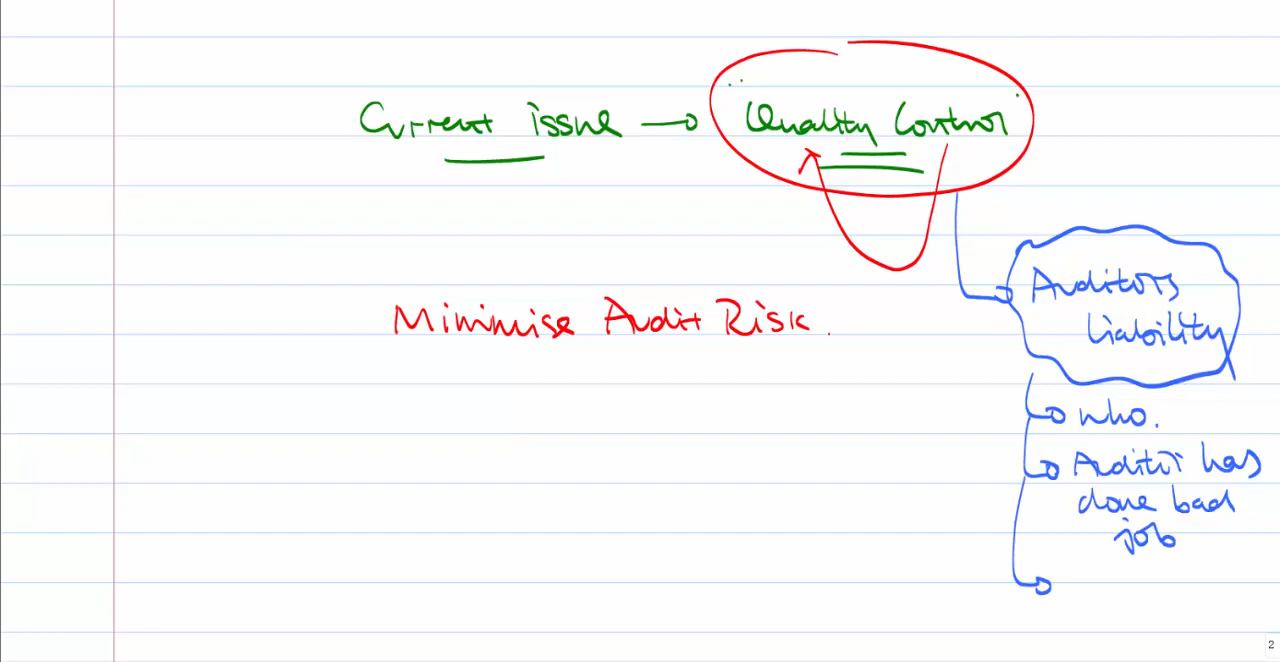 Current issue → "Quality Control"
Auditors
liability
Minimise Audit Risk.
→ who.
→ Auditor has
done bad
job
2